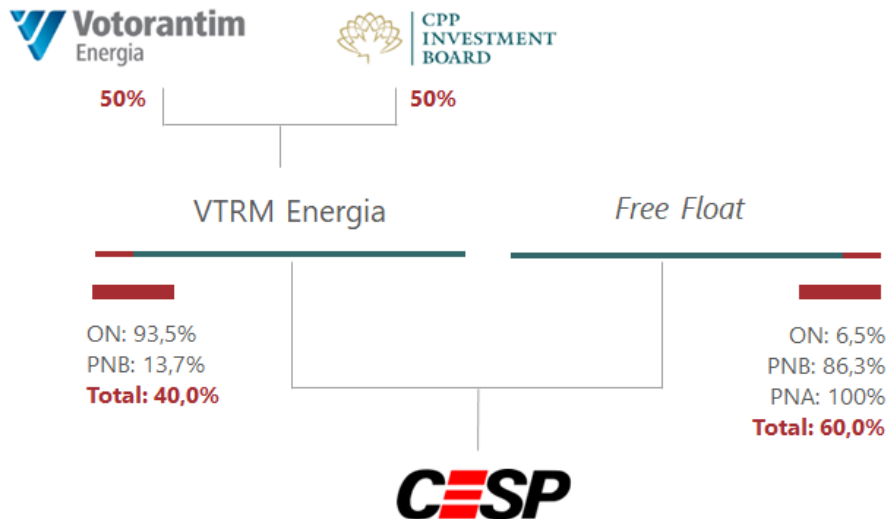 Votorantim
Energia
CPP
INVESTMENT
BOARD
50%
50%
VTRM Energia
Free Float
ON: 93,5%
PNB: 13,7%
Total: 40,0%
ON: 6,5%
PNB: 86,3%
PNA: 100%
Total: 60,0%
CESP